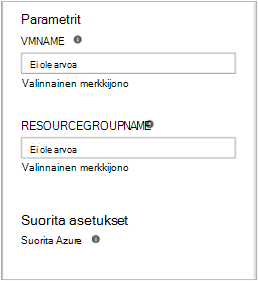 Parametrit
VMNAME
Ei ole arvoa
Valinnainen merkkijono
RESOURCEGROUPNAME
Ei ole arvoa
Valinnainen merkkijono
Suorita asetukset
Suorita Azure